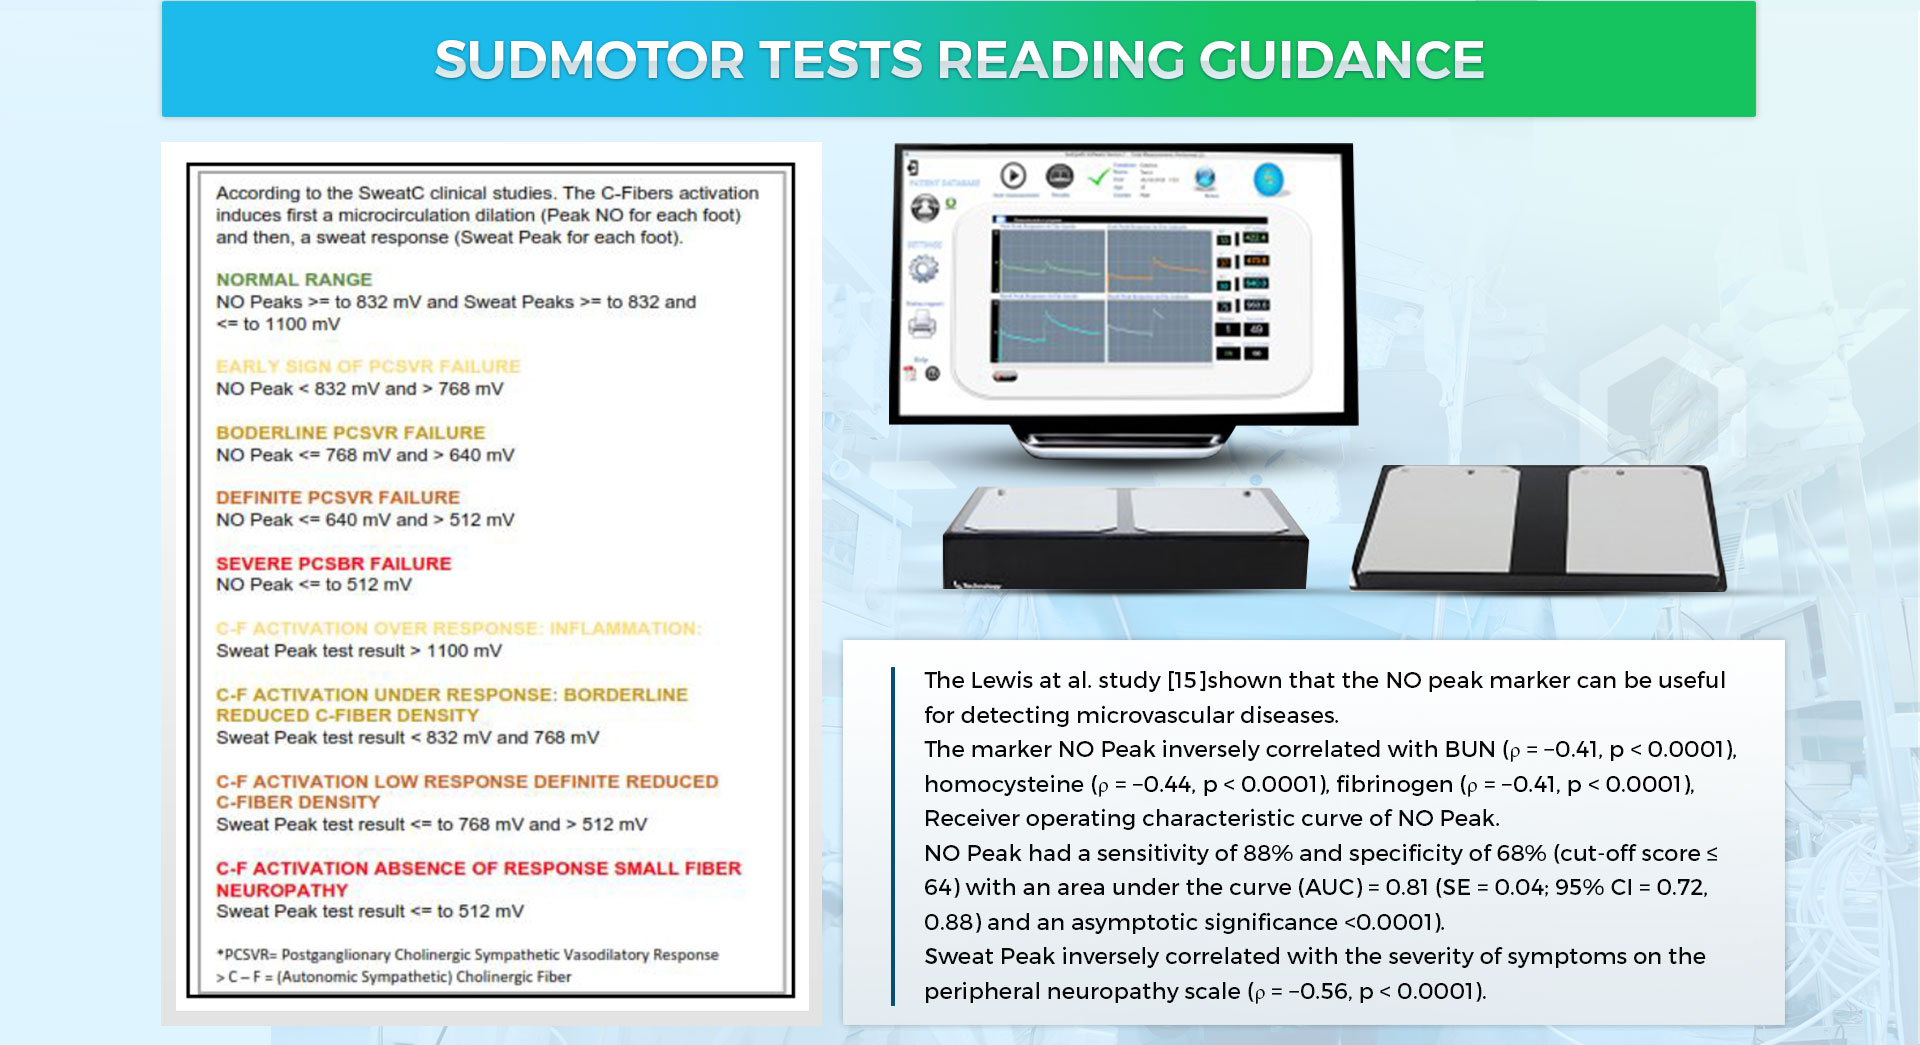 SUDMOTOR TESTS READING GUIDANCE
According to the SweatC clinical studies. The C-Fibers activation
induces first a microcirculation dilation (Peak NO for each foot)
and then, a sweat response (Sweat Peak for each foot).
NORMAL RANGE
NO Peaks >= to 832 mV and Sweat Peaks >= to 832 and
<= to 1100 mV
EARLY SIGN OF PCSVR FAILURE
NO Peak < 832 mV and > 768 mV
BODERLINE PCSVR FAILURE
NO Peak <= 768 mV and > 640 mV
DEFINITE PCSVR FAILURE
NO Peak <= 640 mV and > 512 mV
SEVERE PCSBR FAILURE
NO Peak <= to 512 mV
C-F ACTIVATION OVER RESPONSE: INFLAMMATION:
Sweat Peak test result > 1100 mV
C-F ACTIVATION UNDER RESPONSE: BORDERLINE
REDUCED C-FIBER DENSITY
Sweat Peak test result < 832 mV and 768 mV
C-F ACTIVATION LOW RESPONSE DEFINITE REDUCED
C-FIBER DENSITY
Sweat Peak test result <= to 768 mV and > 512 mV
C-F ACTIVATION ABSENCE OF RESPONSE SMALL FIBER
NEUROPATHY
Sweat Peak test result <= to 512 mV
*PCSVR= Postganglionary Cholinergic Sympathetic Vasodilatory Response
> C – F = (Autonomic Sympathetic) Cholinergic Fiber
PATIENT DATABASE
SETTINGS
Help
Technology
The Lewis at al. study [15]shown that the NO peak marker can be useful
for detecting microvascular diseases.
The marker NO Peak inversely correlated with BUN (ρ = −0.41, p < 0.0001),
homocysteine (ρ = −0.44, p < 0.0001), fibrinogen (ρ = −0.41, p < 0.0001),
Receiver operating characteristic curve of NO Peak.
NO Peak had a sensitivity of 88% and specificity of 68% (cut-off score ≤
64) with an area under the curve (AUC) = 0.81 (SE = 0.04; 95% CI = 0.72,
0.88) and an asymptotic significance <0.0001).
Sweat Peak inversely correlated with the severity of symptoms on the
peripheral neuropathy scale (ρ = −0.56, p < 0.0001).